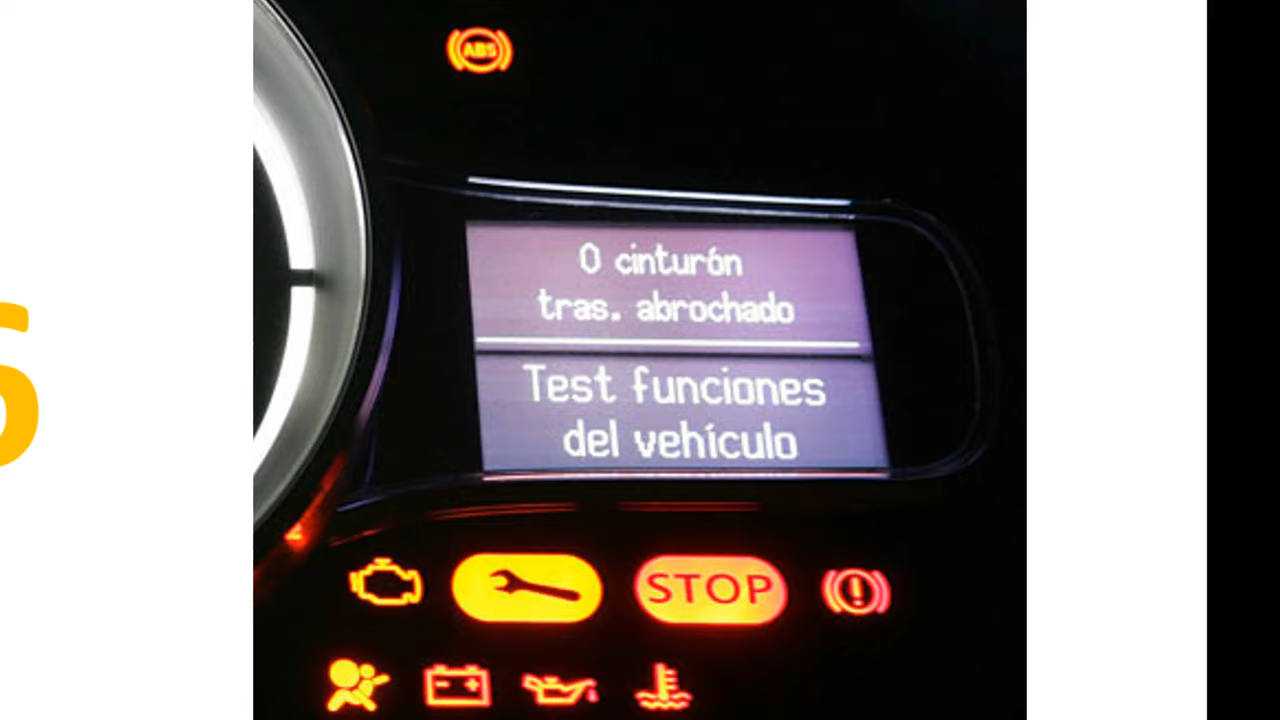 ABS
0 cinturón
tras. abrochado
Test funciones
del vehículo
STOP